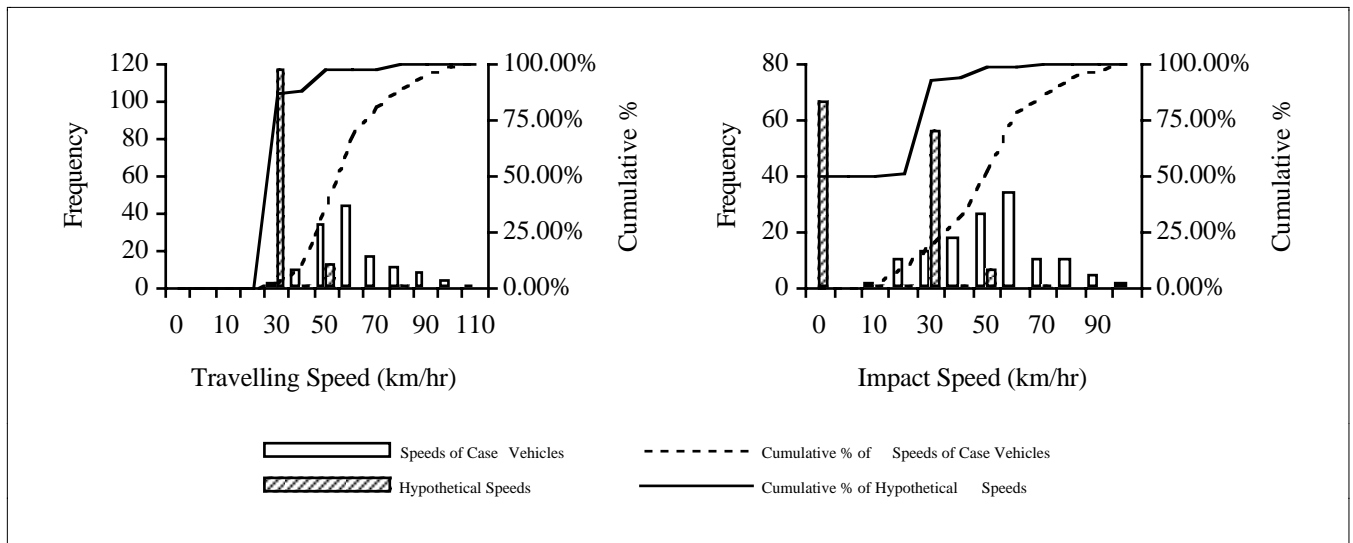 120
100
80
60
40
20
0
Frequency
100.00%
75.00%
50.00%
25.00%
0.00%
Cumulative %
0 10 30 50 70 90 110
Travelling Speed (km/hr)
80
60
40
20
0
Frequency
100.00%
75.00%
50.00%
25.00%
0.00%
Cumulative %
0 10 30 50 70 90
Impact Speed (km/hr)
Speeds of Case Vehicles
Cumulative % of Speeds of Case Vehicles
Hypothetical Speeds
Cumulative % of Hypothetical Speeds